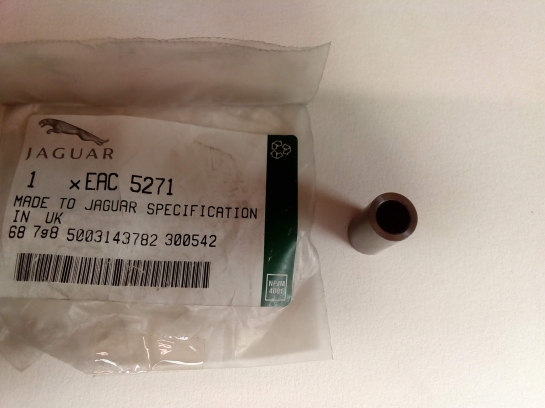 JAGUAR
1 x EAC 5271
MADE TO JAGUAR SPECIFICATION
IN UK
68 7g8 5003143782 300542